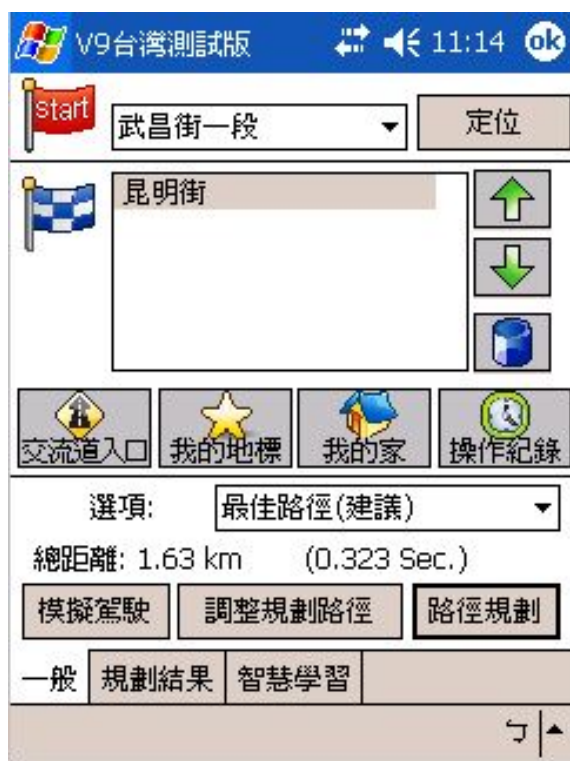 V9台灣測試版 11:14 ok
start 武昌街一段 定位
昆明街
交流道入口 我的地標 我的家 操作紀錄
選項: 最佳路徑(建議)
總距離: 1.63 km (0.323 Sec.)
模擬駕駛 調整規劃路徑 路徑規劃
一般 規劃結果 智慧學習
ㄅ